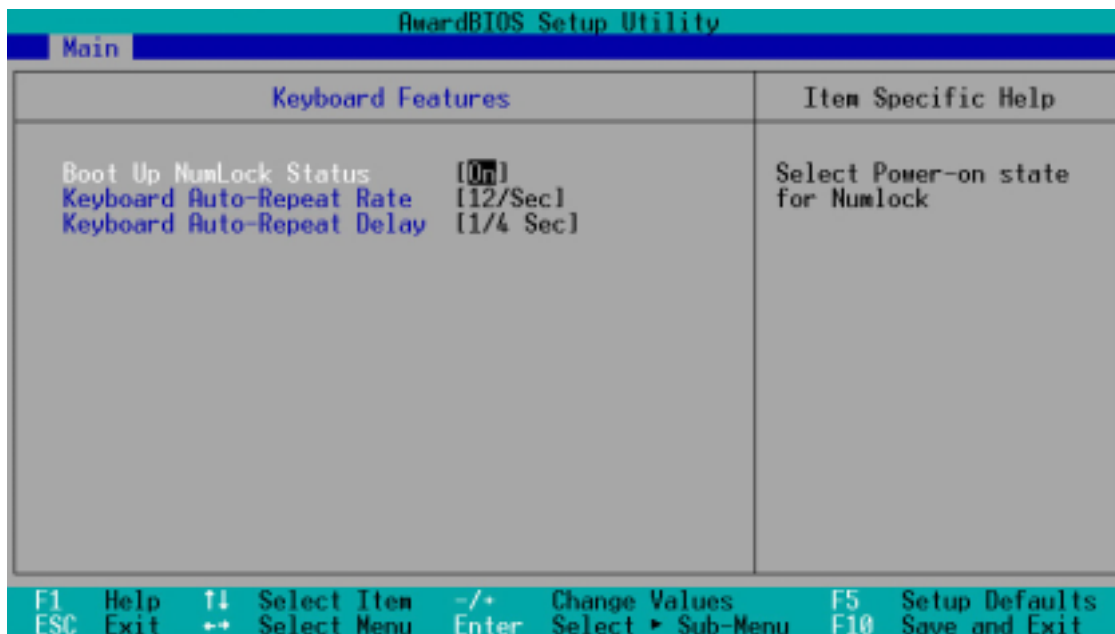 AwardBIOS Setup Utility
Main
Keyboard Features
Item Specific Help
Boot Up NumLock Status [On]
Keyboard Auto-Repeat Rate [12/Sec]
Keyboard Auto-Repeat Delay [1/4 Sec]
Select Power-on state
for Numlock
F1 Help ↑↓ Select Item -/+ Change Values F5 Setup Defaults
ESC Exit ←→ Select Menu Enter Select ► Sub-Menu F10 Save and Exit